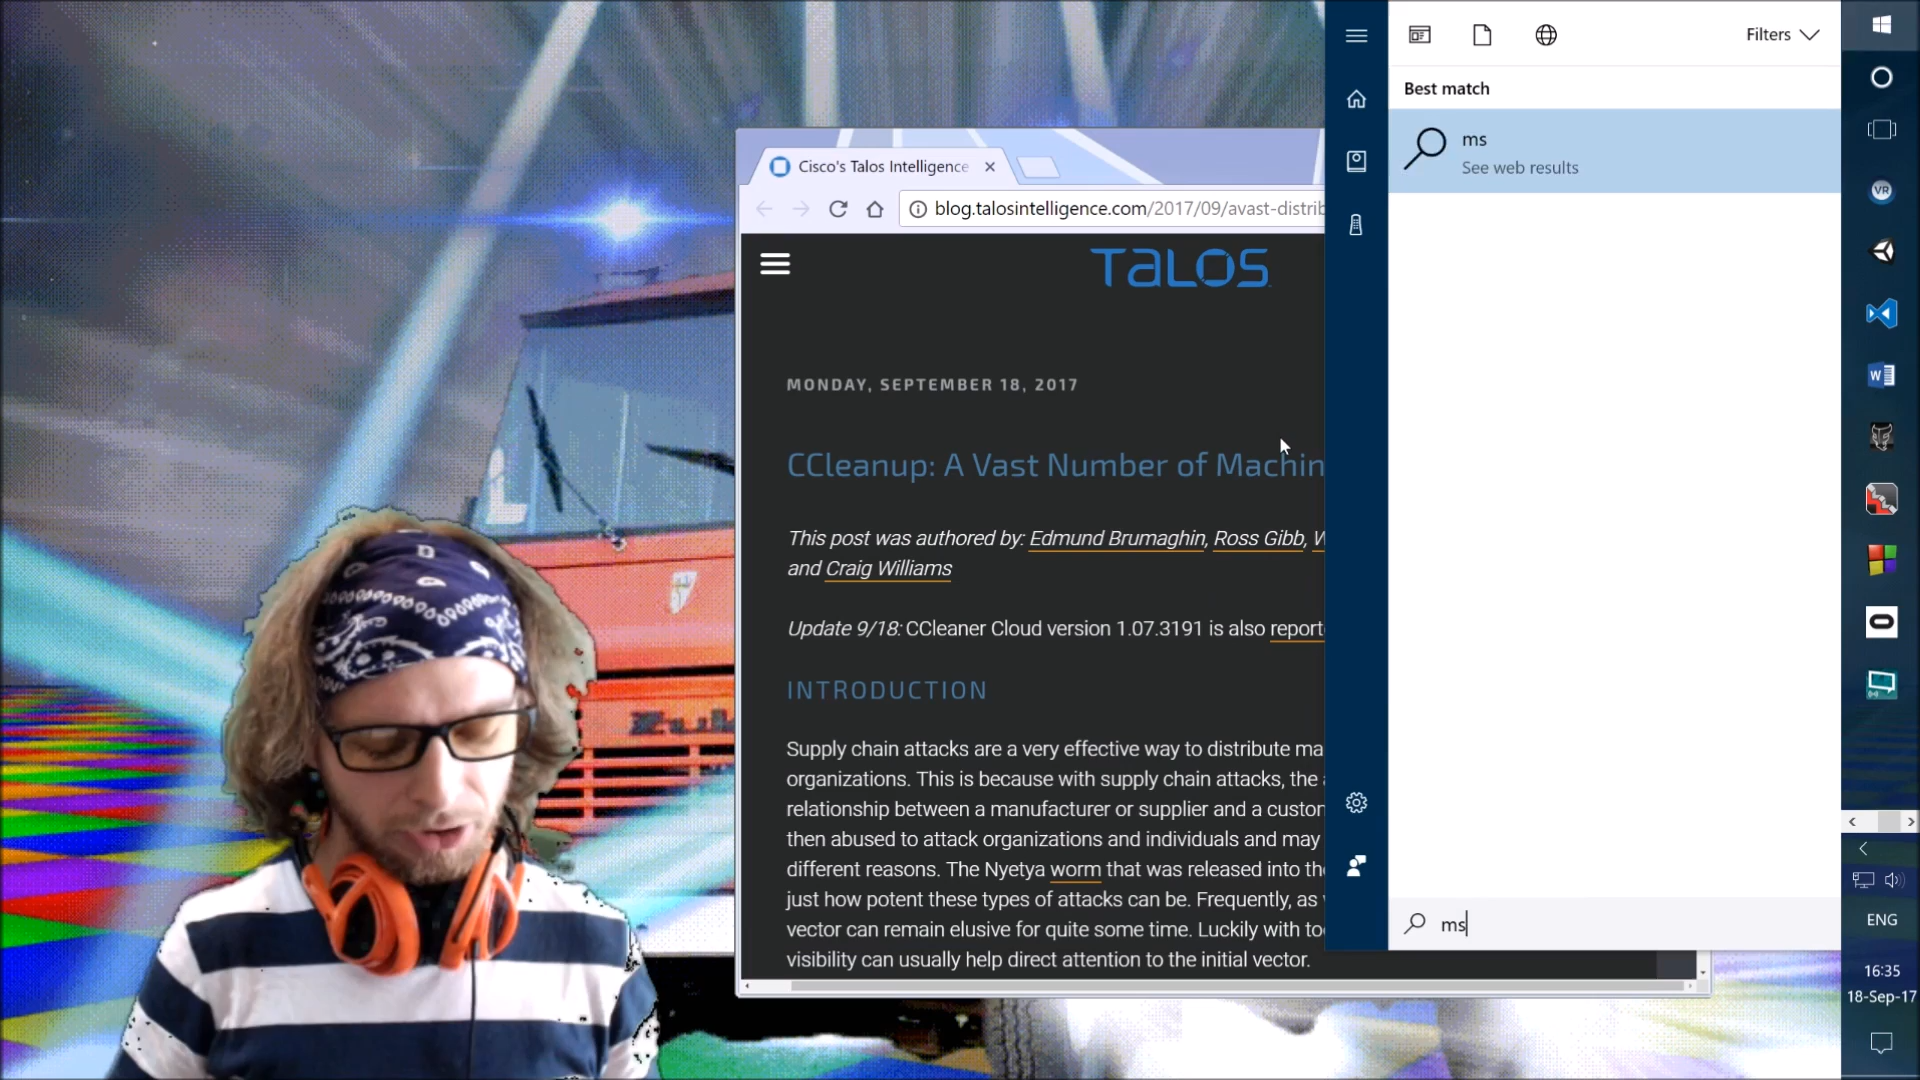 Cisco's Talos Intelligence
blog.talosintelligence.com/2017/09/avast-distrib
TALOS
MONDAY, SEPTEMBER 18, 2017
CCleanup: A Vast Number of Machin
This post was authored by: Edmund Brumaghin, Ross Gibb, W
and Craig Williams
Update 9/18: CCleaner Cloud version 1.07.3191 is also report
INTRODUCTION
Supply chain attacks are a very effective way to distribute ma
organizations. This is because with supply chain attacks, the a
relationship between a manufacturer or supplier and a custom
then abused to attack organizations and individuals and may
different reasons. The Nyetya worm that was released into the
just how potent these types of attacks can be. Frequently, as
vector can remain elusive for quite some time. Luckily with too
visibility can usually help direct attention to the initial vector.
Filters
Best match
ms
See web results
ms
VR
W
ENG
16:35
18-Sep-17
L
Zuk